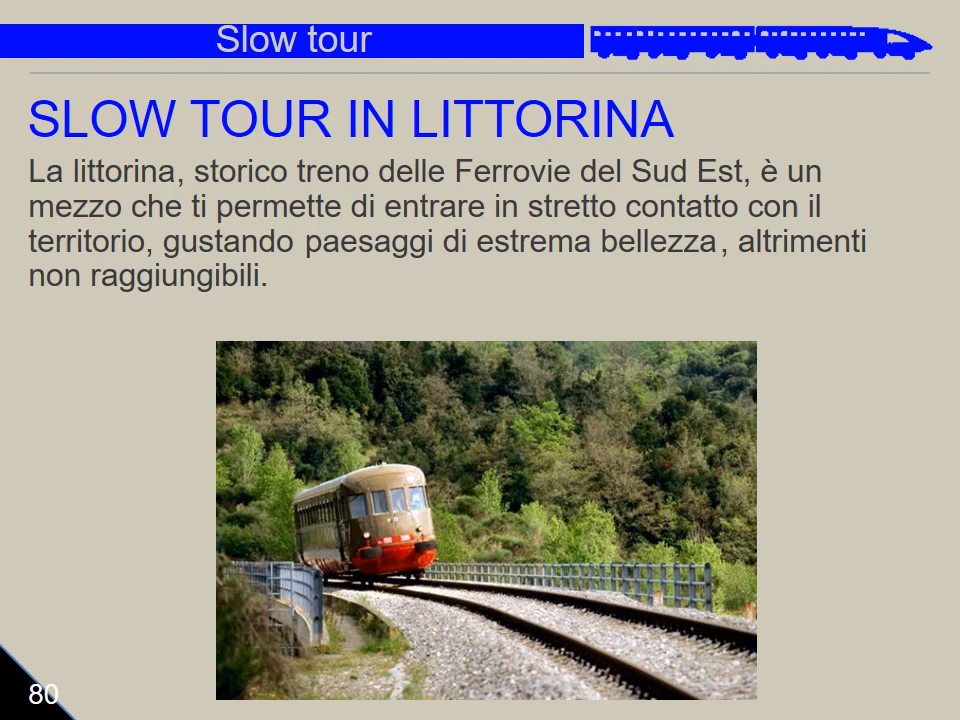 Slow tour
SLOW TOUR IN LITTORINA
La littorina, storico treno delle Ferrovie del Sud Est, è un
mezzo che ti permette di entrare in stretto contatto con il
territorio, gustando paesaggi di estrema bellezza, altrimenti
non raggiungibili.
80